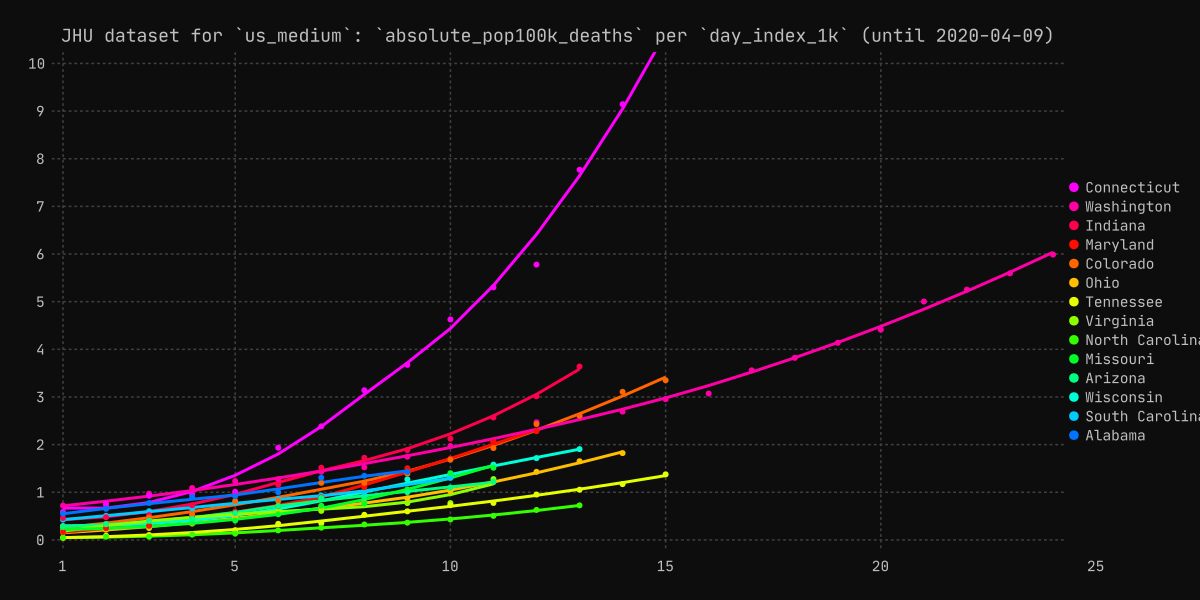 JHU dataset for `us_medium`: `absolute_pop100k_deaths` per `day_index_1k` (until 2020-04-09)
10
9
8
7
6
5
4
3
2
1
0
1 5 10 15 20 25
Connecticut
Washington
Indiana
Maryland
Colorado
Ohio
Tennessee
Virginia
North Carolina
Missouri
Arizona
Wisconsin
South Carolina
Alabama